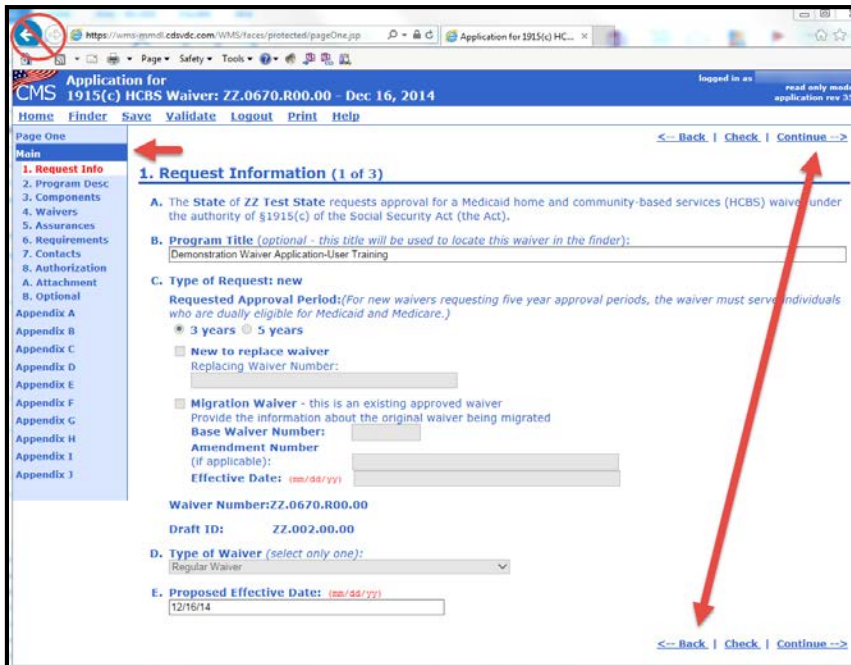 https://wms-mmdl.cdsvdc.com/WMS/faces/protected/pageOne.jsp
Application for 1915(c) HC...
Page Safety Tools
CMS Application for
1915(c) HCBS Waiver: ZZ.0670.R00.00 - Dec 16, 2014
logged in as
read only mode
application rev 35
Home Finder Save Validate Logout Print Help
Page One
<-- Back | Check | Continue -->
Main
1. Request Info
2. Program Desc
3. Components
4. Waivers
5. Assurances
6. Requirements
7. Contacts
8. Authorization
A. Attachment
B. Optional
Appendix A
Appendix B
Appendix C
Appendix D
Appendix E
Appendix F
Appendix G
Appendix H
Appendix I
Appendix J
1. Request Information (1 of 3)
A. The State of ZZ Test State requests approval for a Medicaid home and community-based services (HCBS) waiver under
the authority of §1915(c) of the Social Security Act (the Act).
B. Program Title (optional - this title will be used to locate this waiver in the finder):
Demonstration Waiver Application-User Training
C. Type of Request: new
Requested Approval Period:(For new waivers requesting five year approval periods, the waiver must serve individuals
who are dually eligible for Medicaid and Medicare.)
3 years 5 years
New to replace waiver
Replacing Waiver Number:
Migration Waiver - this is an existing approved waiver
Provide the information about the original waiver being migrated
Base Waiver Number:
Amendment Number
(if applicable):
Effective Date: (mm/dd/yy)
Waiver Number:ZZ.0670.R00.00
Draft ID: ZZ.002.00.00
D. Type of Waiver (select only one):
Regular Waiver
E. Proposed Effective Date: (mm/dd/yy)
12/16/14
<-- Back | Check | Continue -->